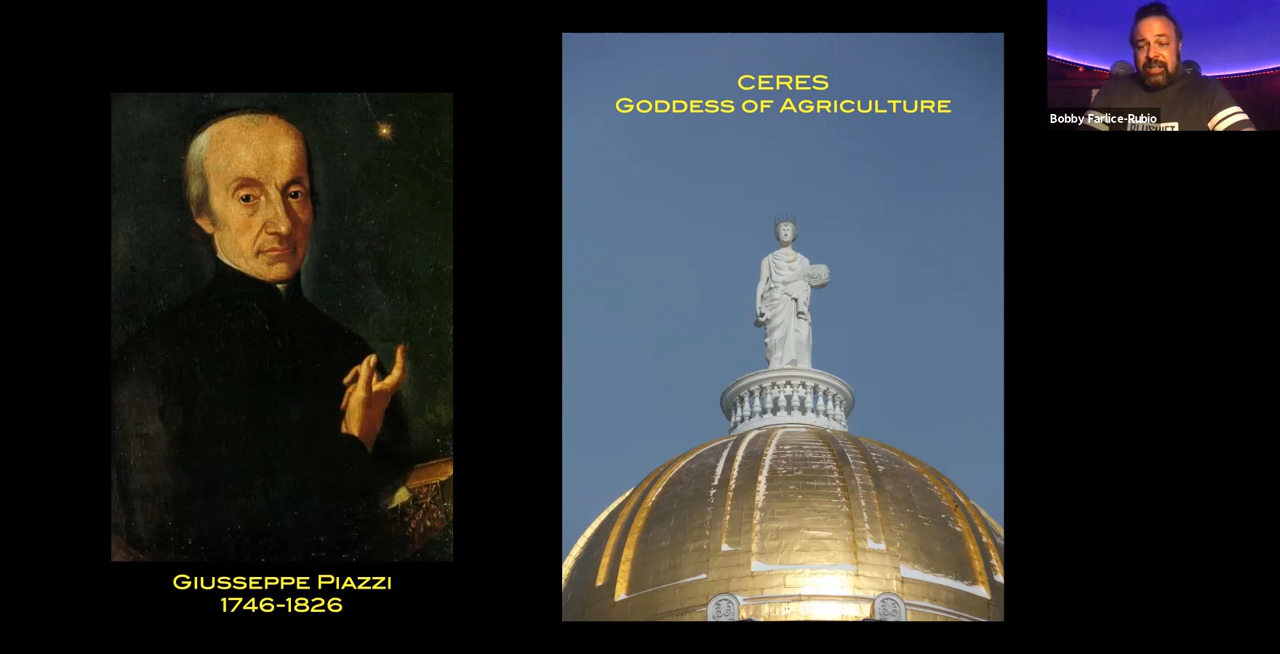 CERES
GODDESS OF AGRICULTURE
GIUSSEPPE PIAZZI
1746-1826
Bobby Farlice-Rubio